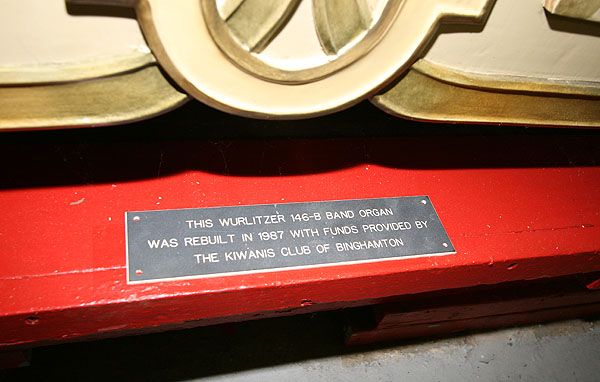 THIS WURLITZER 146-B BAND ORGAN
WAS REBUILT IN 1987 WITH FUNDS PROVIDED BY
THE KIWANIS CLUB OF BINGHAMTON